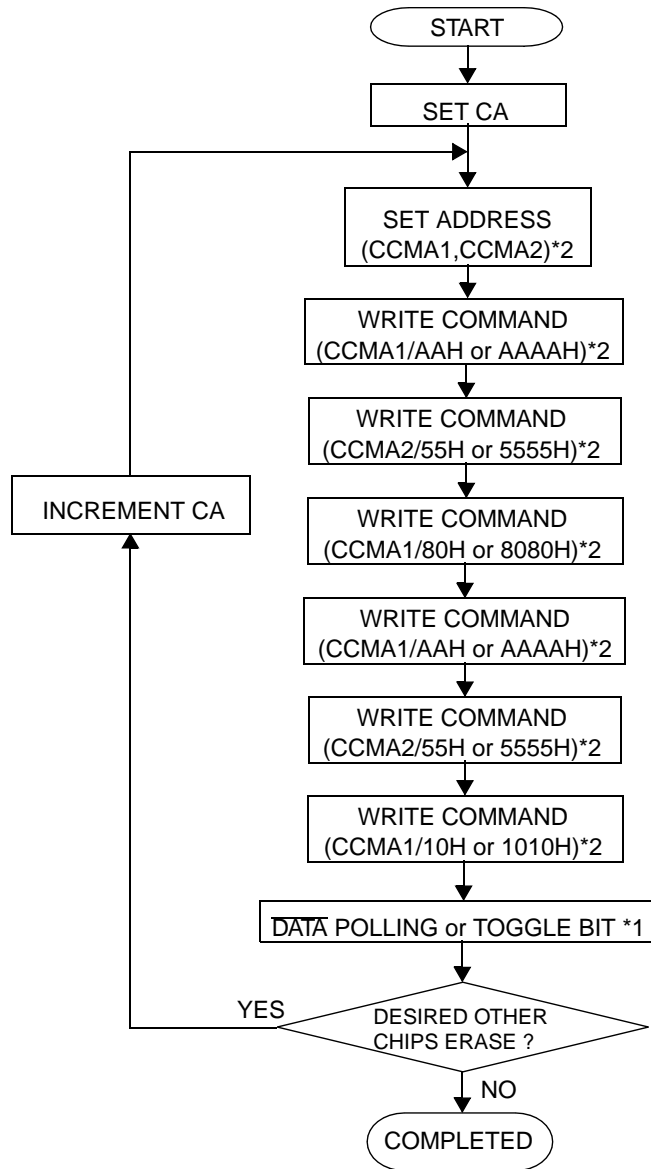 START
SET CA
SET ADDRESS
(CCMA1,CCMA2)*2
WRITE COMMAND
(CCMA1/AAH or AAAAH)*2
WRITE COMMAND
(CCMA2/55H or 5555H)*2
INCREMENT CA
WRITE COMMAND
(CCMA1/80H or 8080H)*2
WRITE COMMAND
(CCMA1/AAH or AAAAH)*2
WRITE COMMAND
(CCMA2/55H or 5555H)*2
WRITE COMMAND
(CCMA1/10H or 1010H)*2
DATA POLLING or TOGGLE BIT *1
YES
DESIRED OTHER
CHIPS ERASE ?
NO
COMPLETED